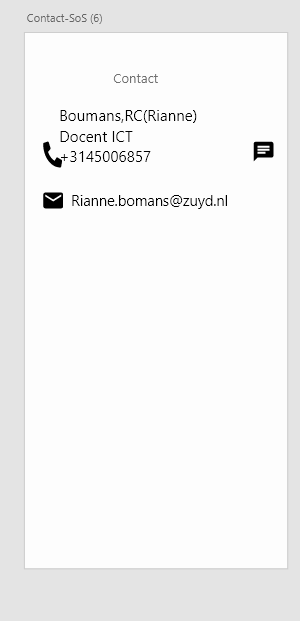 Contact-SoS (6)
Contact
Boumans,RC(Rianne)
Docent ICT
+3145006857
Rianne.bomans@zuyd.nl